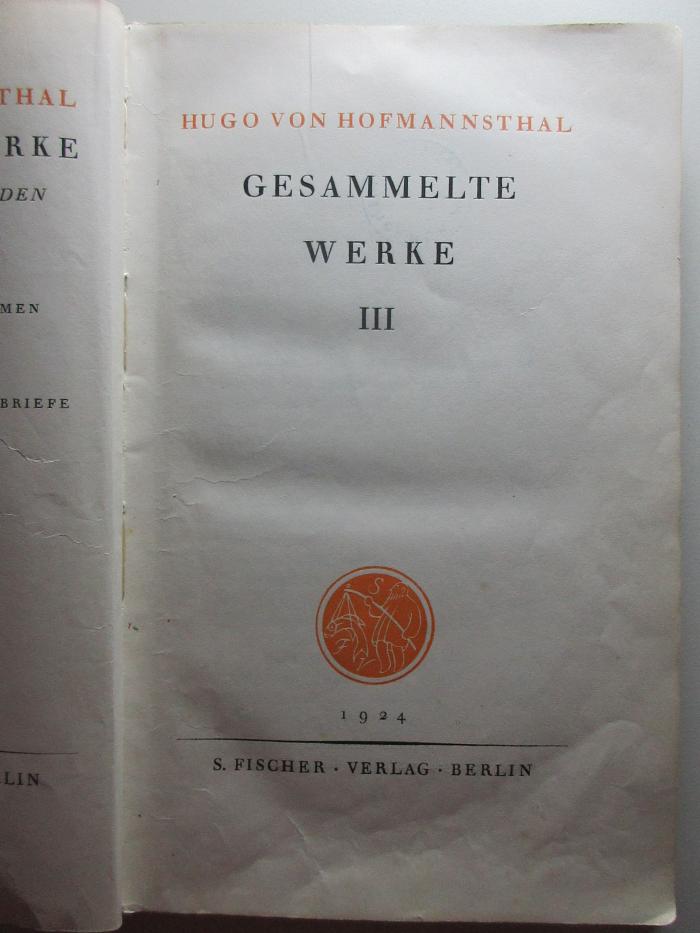 THAL
RKE
DEN
MEN
BRIEFE
LIN
HUGO VON HOFMANNSTHAL
GESAMMELTE
WERKE
III
S
1924
S. FISCHER · VERLAG · BERLIN